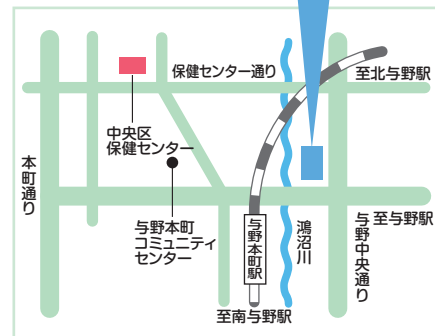 保健センター通り
至北与野駅
中央区
保健センター
本町通り
与野本町
コミュニティ
センター
与野本町駅
鴻沼川
与野中央通り
至与野駅
至南与野駅